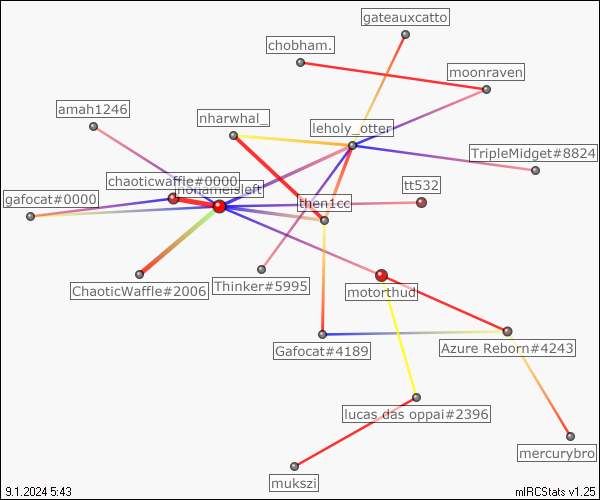 gateauxcatto
chobham.
moonraven
amah1246
nharwhal_
leholy_otter
TripleMidget#8824
chaoticwaffle#0000
nonameisleft
tt532
gafocat#0000
then1cc
ChaoticWaffle#2006
Thinker#5995
motorthud
Gafocat#4189
Azure Reborn#4243
lucas das oppai#2396
mercurybro
mukszi
9.1.2024 5:43
mIRCStats v1.25